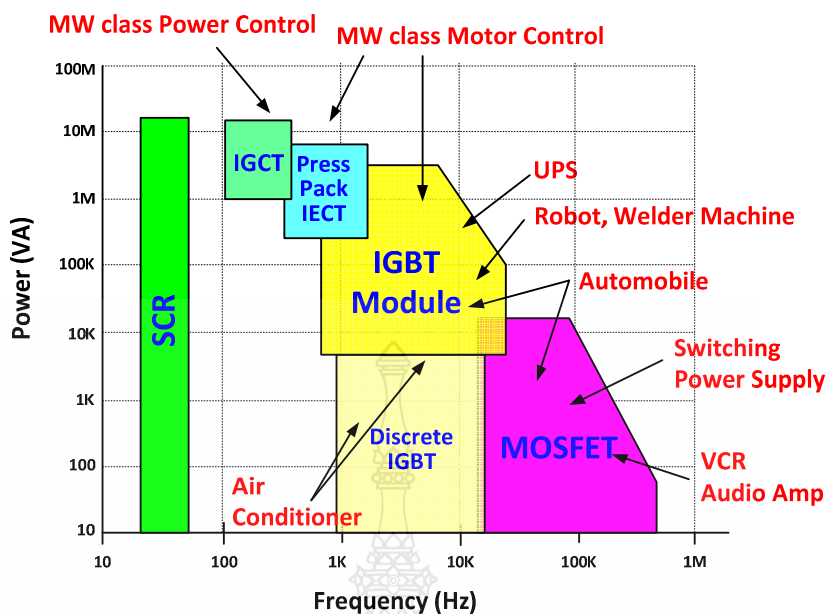 MW class Power Control
MW class Motor Control
100M
10M
1M
100K
10K
1K
100
10
Power (VA)
SCR
IGCT
Press
Pack
IECT
IGBT
Module
UPS
Robot, Welder Machine
Automobile
Switching
Power Supply
Discrete
IGBT
MOSFET
VCR
Audio Amp
Air
Conditioner
10
100
1K
10K
100K
1M
Frequency (Hz)